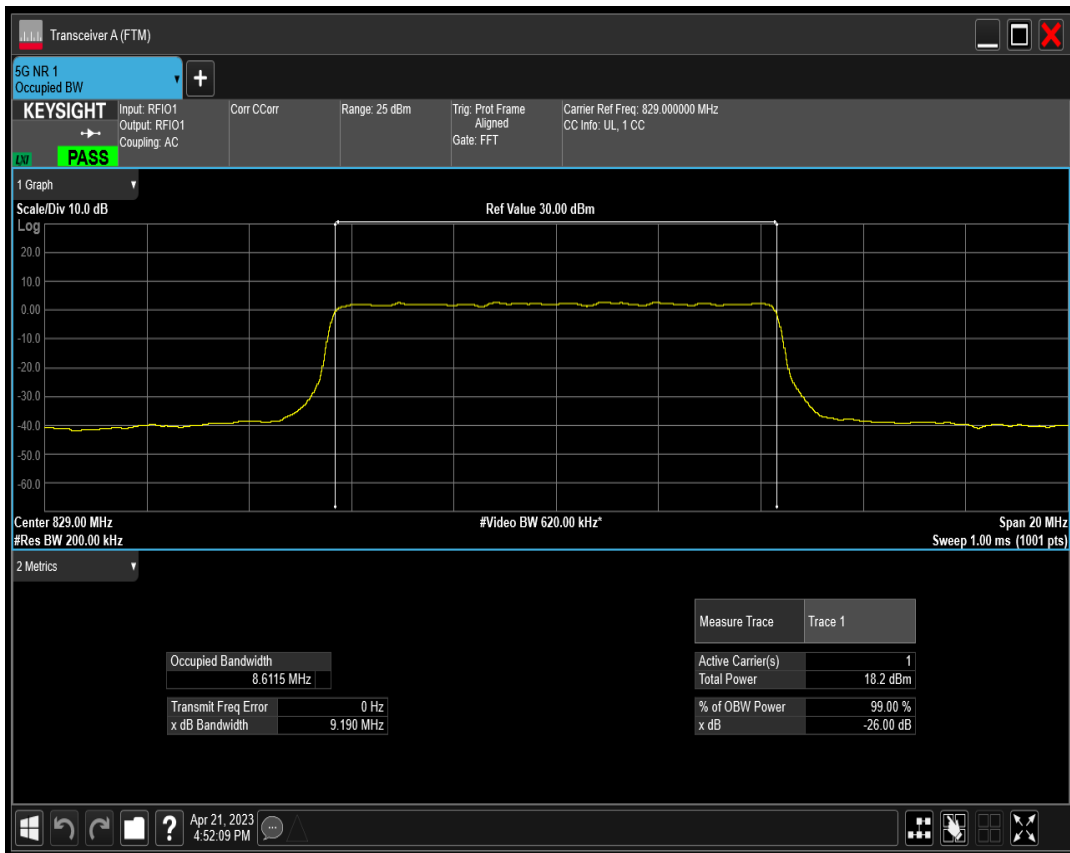 Transceiver A (FTM)
5G NR 1
Occupied BW
+
KEYSIGHT
LXI
PASS
Input: RFIO1
Output: RFIO1
Coupling: AC
Corr CCorr
Range: 25 dBm
Trig: Prot Frame
Aligned
Gate: FFT
Carrier Ref Freq: 829.000000 MHz
CC Info: UL, 1 CC
1 Graph
Scale/Div 10.0 dB
Ref Value 30.00 dBm
Log
20.0
10.0
0.00
-10.0
-20.0
-30.0
-40.0
-50.0
-60.0
Center 829.00 MHz
#Video BW 620.00 kHz*
Span 20 MHz
#Res BW 200.00 kHz
Sweep 1.00 ms (1001 pts)
2 Metrics
Measure Trace Trace 1
Occupied Bandwidth
8.6115 MHz
Active Carrier(s) 1
Total Power 18.2 dBm
Transmit Freq Error 0 Hz
x dB Bandwidth 9.190 MHz
% of OBW Power 99.00 %
x dB -26.00 dB
?
Apr 21, 2023
4:52:09 PM